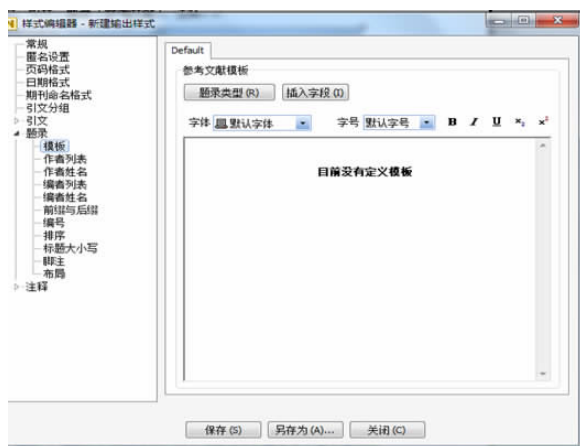 样式编辑器 - 新建输出样式
常规
匿名设置
页码格式
日期格式
期刊命名格式
引文分组
引文
题录
模板
作者列表
作者姓名
编者列表
编者姓名
前缀与后缀
编号
排序
标题大小写
脚注
布局
注释
Default
参考文献模板
题录类型 (R) 插入字段 (I)
字体 默认字体 字号 默认字号 B I U x₂ x²
目前没有定义模板
保存 (S) 另存为 (A)... 关闭 (C)